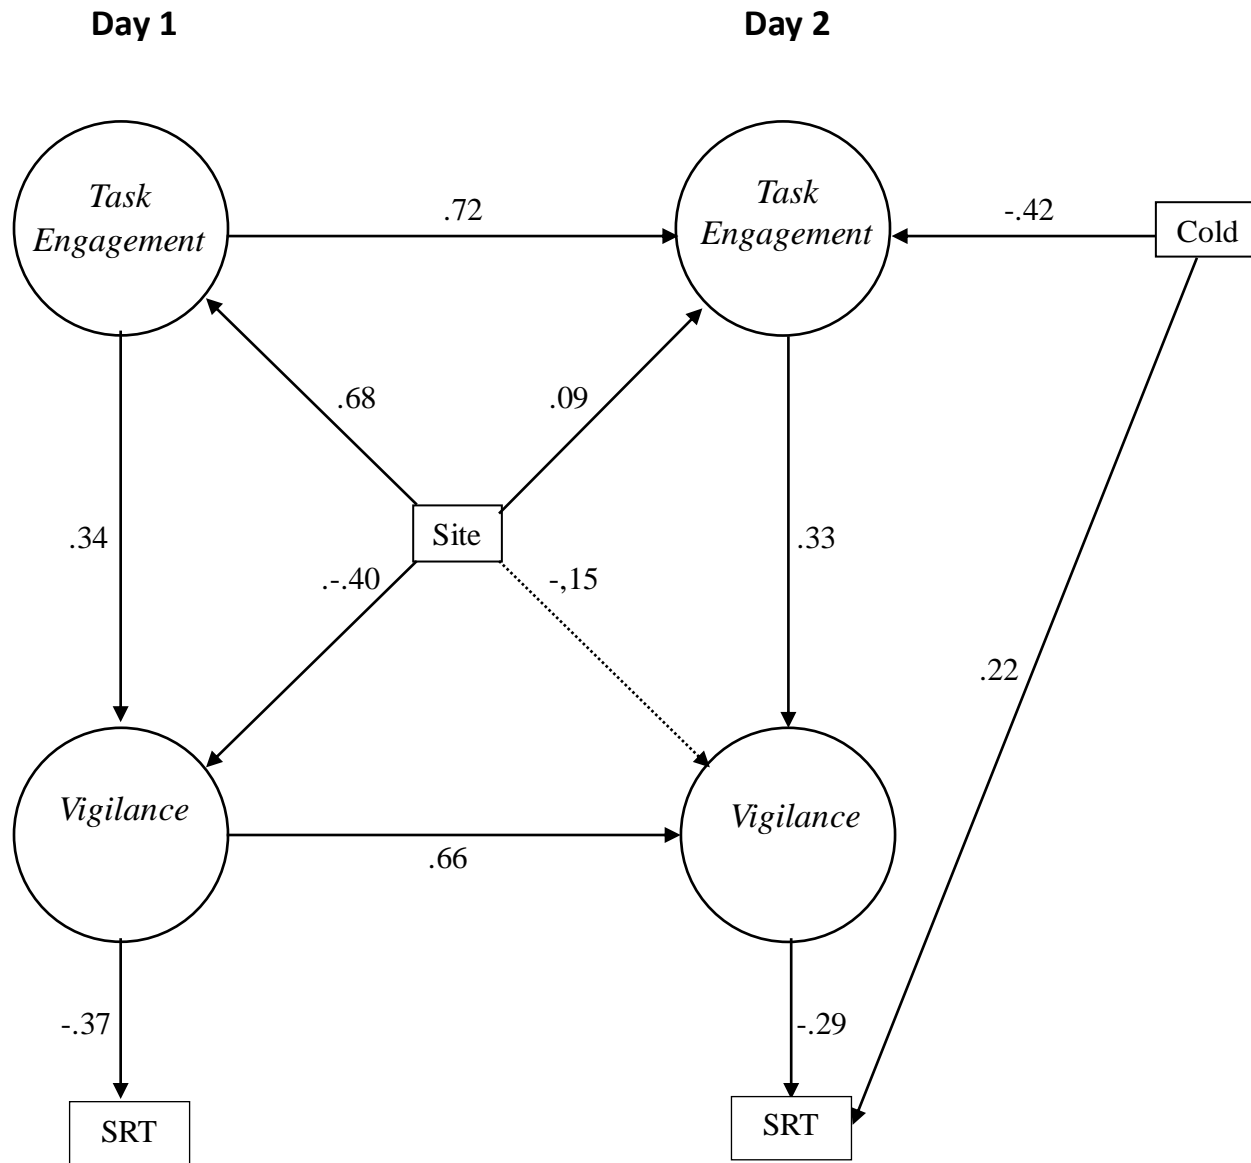 Day 1
Day 2
Task
Engagement
.72
Task
Engagement
-.42
Cold
.68
.09
.34
Site
.33
.-.40
-,15
.22
Vigilance
Vigilance
.66
-.37
-.29
SRT
SRT